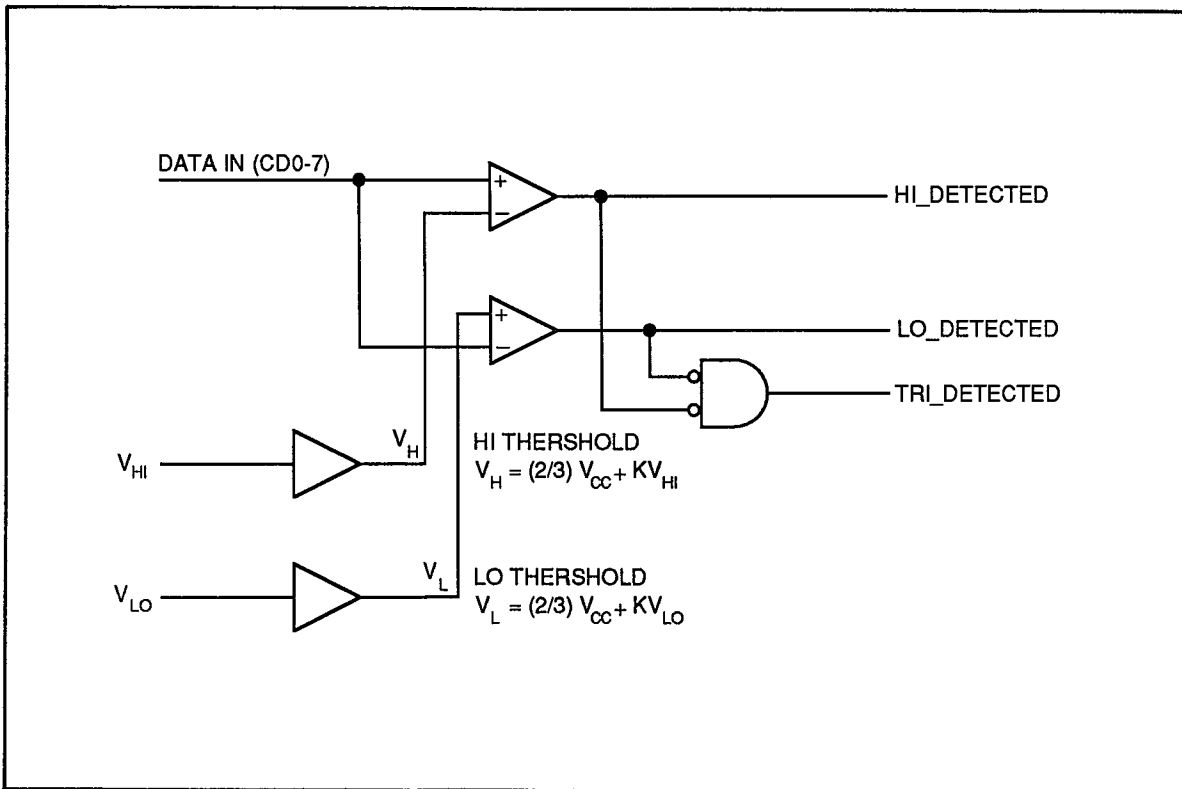 DATA IN (CD0-7)
+
−
HI_DETECTED
+
−
LO_DETECTED
TRI_DETECTED
V_HI
V_H
HI THERSHOLD
V_H = (2/3) V_CC + KV_HI
V_LO
V_L
LO THERSHOLD
V_L = (2/3) V_CC + KV_LO